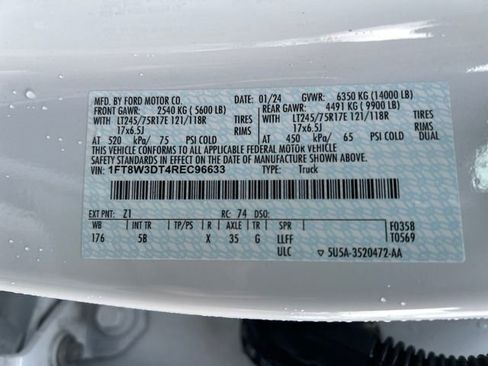 MFD. BY FORD MOTOR CO. DATE: 01/24 GVWR: 6350 KG (14000 LB)
FRONT GAWR: 2540 KG (5600 LB) REAR GAWR: 4491 KG (9900 LB)
WITH LT245/75R17E 121/118R TIRES WITH LT245/75R17E 121/118R TIRES
17x6.5J RIMS 17x6.5J RIMS
AT 520 kPa/ 75 PSI COLD AT 450 kPa/ 65 PSI COLD DUAL
THIS VEHICLE CONFORMS TO ALL APPLICABLE FEDERAL MOTOR VEHICLE
SAFETY STANDARDS IN EFFECT ON THE DATE OF MANUFACTURE SHOWN ABOVE.
VIN: 1FT8W3DT4REC96633 TYPE: Truck
EXT PNT: Z1 RC: 74 DSO:
WB INT TR TP/PS R AXLE TR SPR F0358
176 5B X 35 G LLFF T0569
ULC 5U5A-3520472-AA